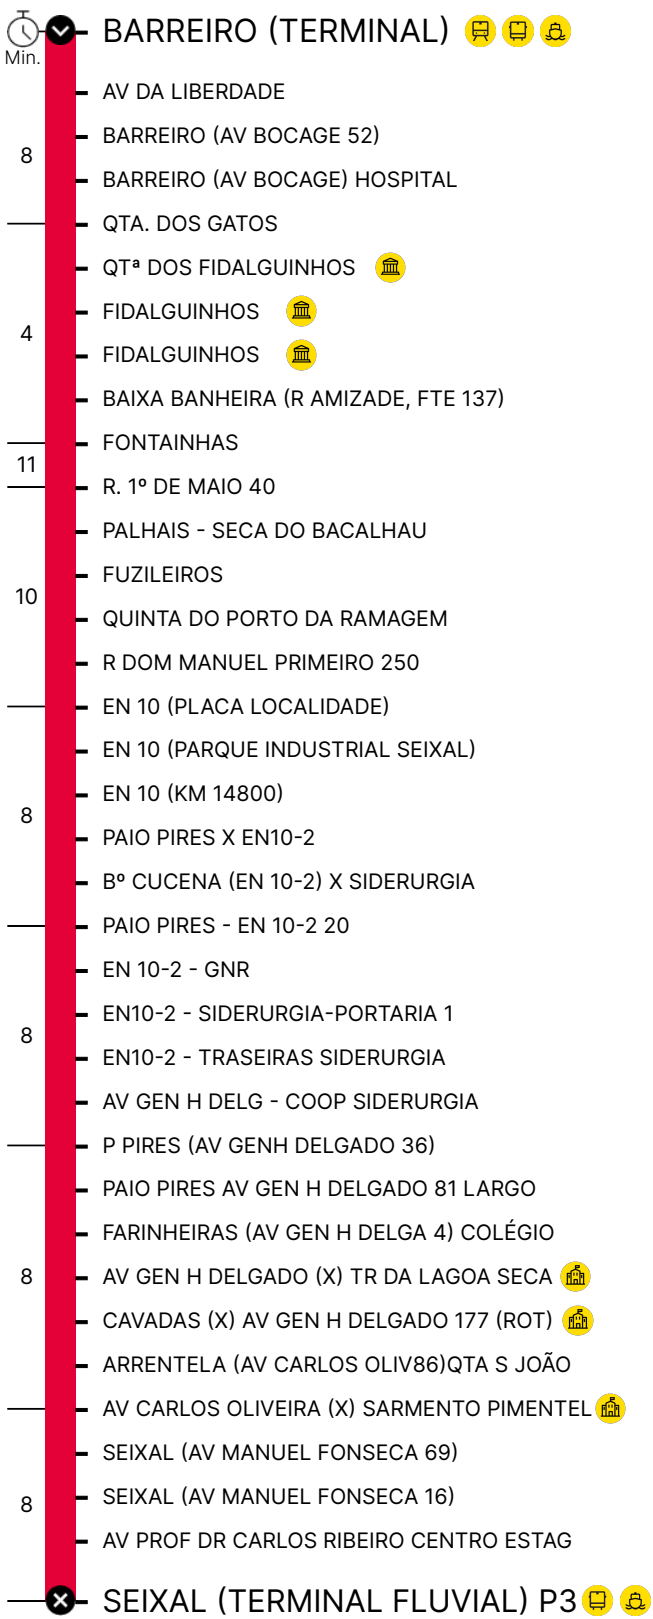 BARREIRO (TERMINAL)
Min.
AV DA LIBERDADE
BARREIRO (AV BOCAGE 52)
8
BARREIRO (AV BOCAGE) HOSPITAL
QTA. DOS GATOS
QTª DOS FIDALGUINHOS
FIDALGUINHOS
4
FIDALGUINHOS
BAIXA BANHEIRA (R AMIZADE, FTE 137)
FONTAINHAS
11
R. 1º DE MAIO 40
PALHAIS - SECA DO BACALHAU
FUZILEIROS
10
QUINTA DO PORTO DA RAMAGEM
R DOM MANUEL PRIMEIRO 250
EN 10 (PLACA LOCALIDADE)
EN 10 (PARQUE INDUSTRIAL SEIXAL)
EN 10 (KM 14800)
8
PAIO PIRES X EN10-2
Bº CUCENA (EN 10-2) X SIDERURGIA
PAIO PIRES - EN 10-2 20
EN 10-2 - GNR
EN10-2 - SIDERURGIA-PORTARIA 1
8
EN10-2 - TRASEIRAS SIDERURGIA
AV GEN H DELG - COOP SIDERURGIA
P PIRES (AV GENH DELGADO 36)
PAIO PIRES AV GEN H DELGADO 81 LARGO
FARINHEIRAS (AV GEN H DELGA 4) COLÉGIO
8
AV GEN H DELGADO (X) TR DA LAGOA SECA
CAVADAS (X) AV GEN H DELGADO 177 (ROT)
ARRENTELA (AV CARLOS OLIV86)QTA S JOÃO
AV CARLOS OLIVEIRA (X) SARMENTO PIMENTEL
SEIXAL (AV MANUEL FONSECA 69)
SEIXAL (AV MANUEL FONSECA 16)
8
AV PROF DR CARLOS RIBEIRO CENTRO ESTAG
SEIXAL (TERMINAL FLUVIAL) P3